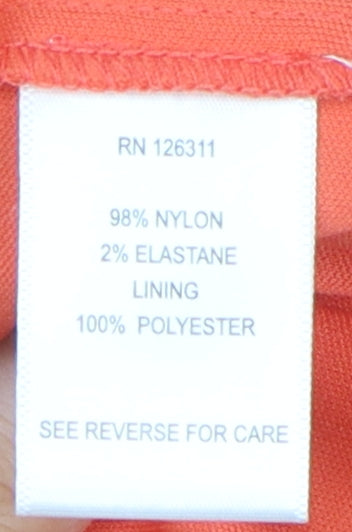 RN 126311
98% NYLON
2% ELASTANE
LINING
100% POLYESTER
SEE REVERSE FOR CARE